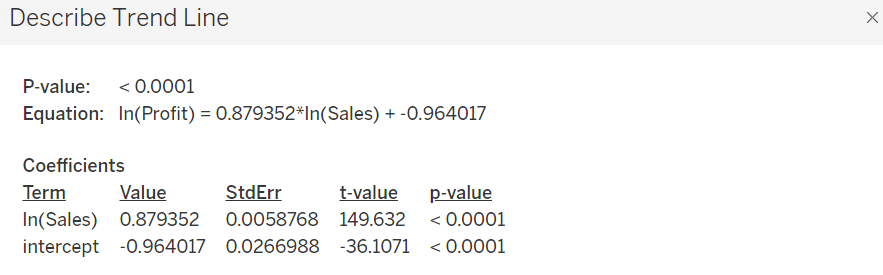 Describe Trend Line ×
P-value: < 0.0001
Equation: ln(Profit) = 0.879352*ln(Sales) + -0.964017
Coefficients
Term Value StdErr t-value p-value
ln(Sales) 0.879352 0.0058768 149.632 < 0.0001
intercept -0.964017 0.0266988 -36.1071 < 0.0001